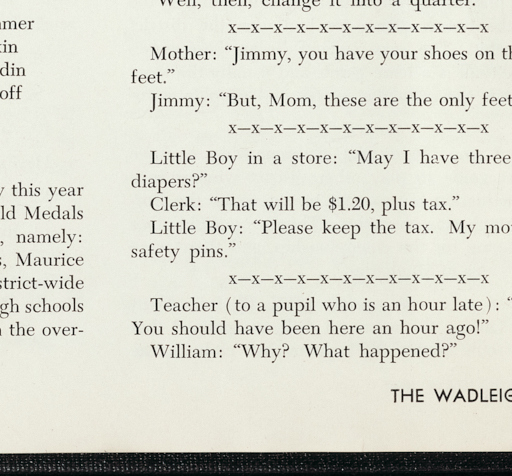 mmer
din
off
y this year
ld Medals
, namely:
s, Maurice
strict-wide
gh schools
the over-
Well, then, change it into a quarter.
x—x—x—x—x—x—x—x—x—x—x
Mother: “Jimmy, you have your shoes on th
feet.”
Jimmy: “But, Mom, these are the only feet
x—x—x—x—x—x—x—x—x—x—x
Little Boy in a store: “May I have three
diapers?”
Clerk: “That will be $1.20, plus tax.”
Little Boy: “Please keep the tax. My mo
safety pins.”
x—x—x—x—x—x—x—x—x—x—x
Teacher (to a pupil who is an hour late): “
You should have been here an hour ago!”
William: “Why? What happened?”
THE WADLEIG